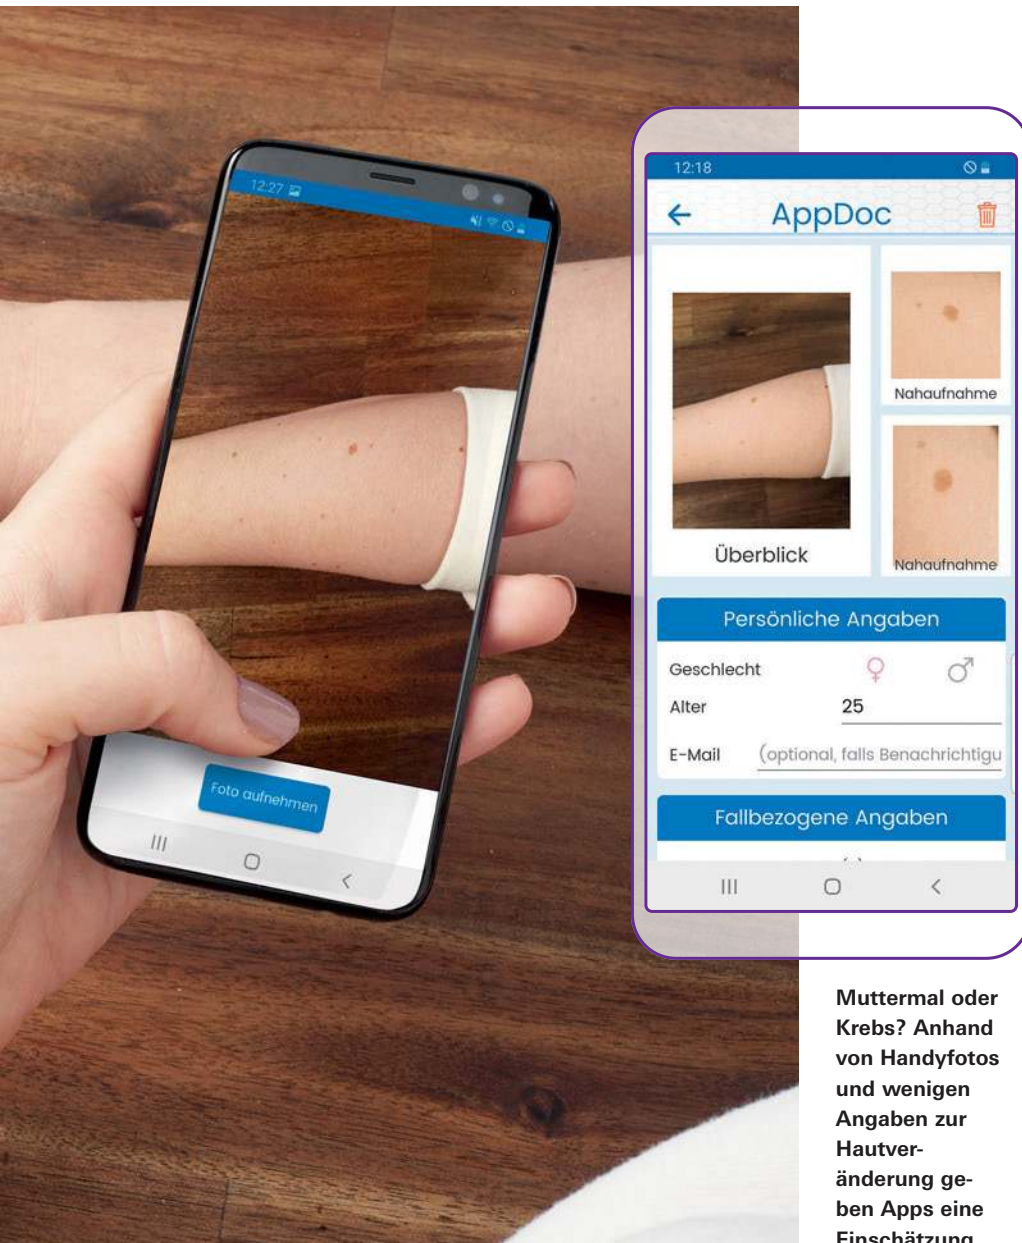 12:27
Foto aufnehmen
12:18
AppDoc
Überblick
Nahaufnahme
Nahaufnahme
Persönliche Angaben
Geschlecht
Alter 25
E-Mail (optional, falls Benachrichtigu
Fallbezogene Angaben
Muttermal oder
Krebs? Anhand
von Handyfotos
und wenigen
Angaben zur
Hautver-
änderung ge-
ben Apps eine
Einschätzung